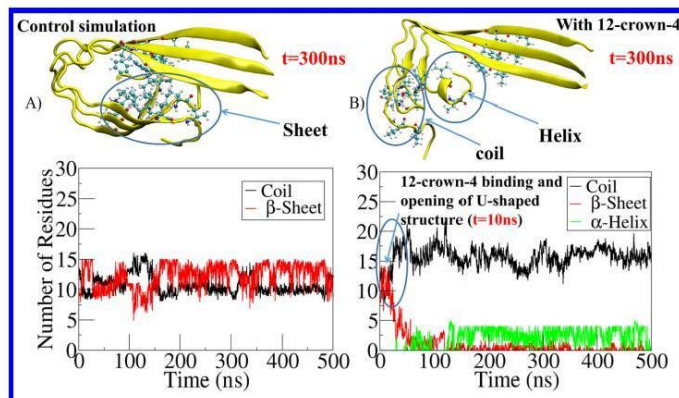 Control simulation
With 12-crown-4
t=300ns
t=300ns
A)
B)
Sheet
Helix
coil
30
25
20
15
10
5
0
Number of Residues
Coil
β-Sheet
0 100 200 300 400 500
Time (ns)
30
25
20
15
10
5
0
12-crown-4 binding and
opening of U-shaped
structure (t=10ns)
Coil
β-Sheet
α-Helix
0 100 200 300 400 500
Time (ns)